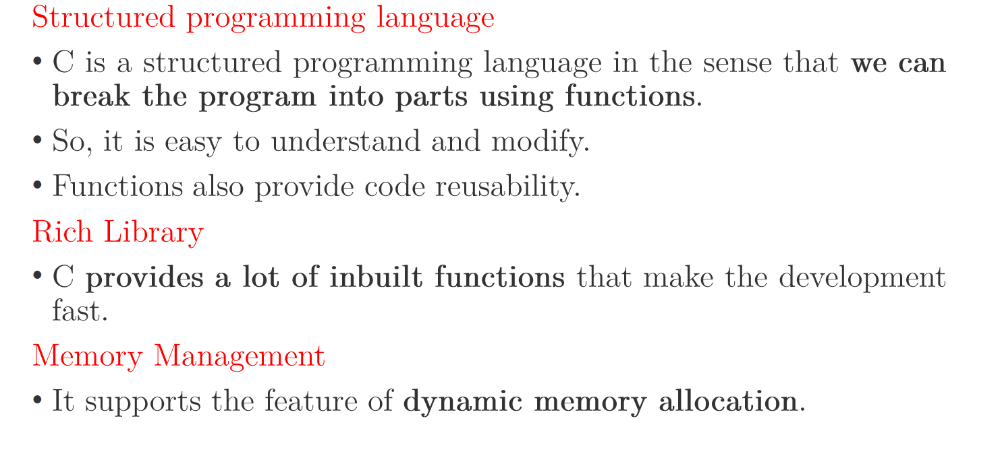 Structured programming language
• C is a structured programming language in the sense that we can
break the program into parts using functions.
• So, it is easy to understand and modify.
• Functions also provide code reusability.
Rich Library
• C provides a lot of inbuilt functions that make the development
fast.
Memory Management
• It supports the feature of dynamic memory allocation.